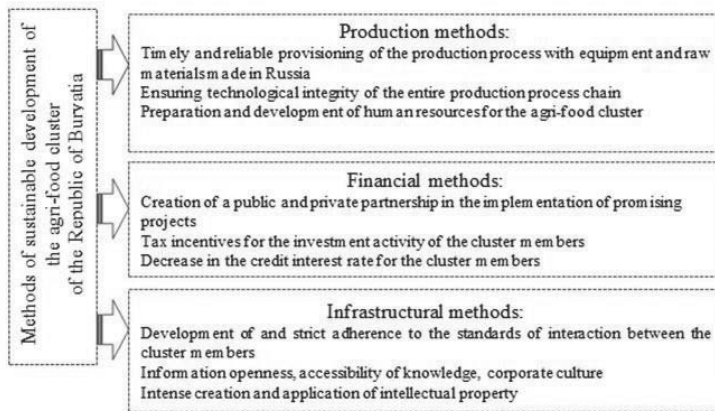 Methods of sustainable development of
the agri-food cluster
of the Republic of Buryatia
Production methods:
Timely and reliable provisioning of the production process with equipment and raw
materials made in Russia
Ensuring technological integrity of the entire production process chain
Preparation and development of human resources for the agri-food cluster
Financial methods:
Creation of a public and private partnership in the implementation of promising
projects
Tax incentives for the investment activity of the cluster members
Decrease in the credit interest rate for the cluster members
Infrastructural methods:
Development of and strict adherence to the standards of interaction between the
cluster members
Information openness, accessibility of knowledge, corporate culture
Intense creation and application of intellectual property